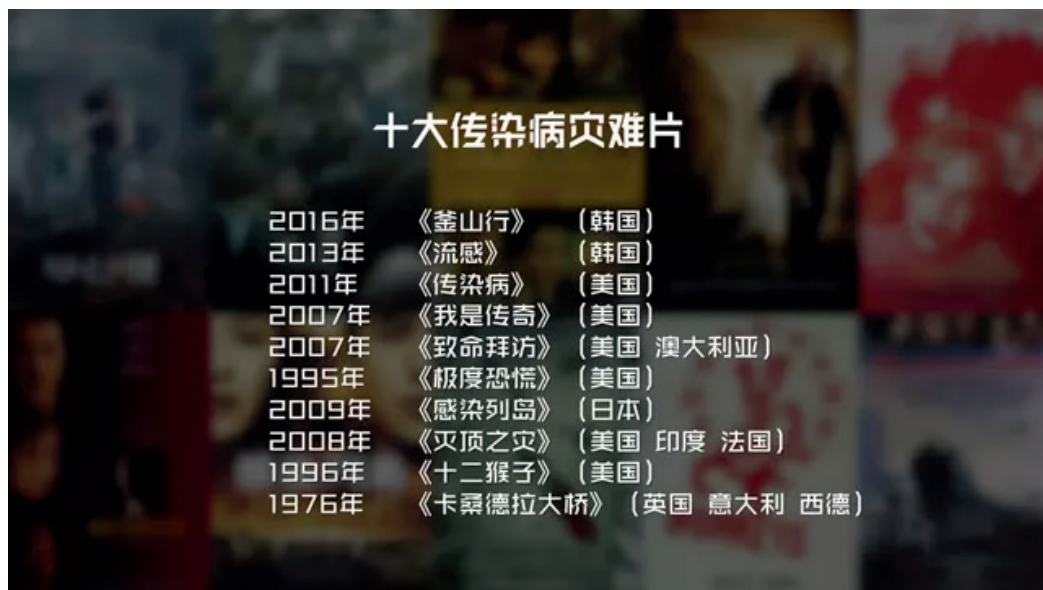 十大传染病灾难片
2016年 《釜山行》 (韩国)
2013年 《流感》 (韩国)
2011年 《传染病》 (美国)
2007年 《我是传奇》 (美国)
2007年 《致命拜访》 (美国 澳大利亚)
1995年 《极度恐慌》 (美国)
2009年 《感染列岛》 (日本)
2008年 《灭顶之灾》 (美国 印度 法国)
1996年 《十二猴子》 (美国)
1976年 《卡桑德拉大桥》 (英国 意大利 西德)